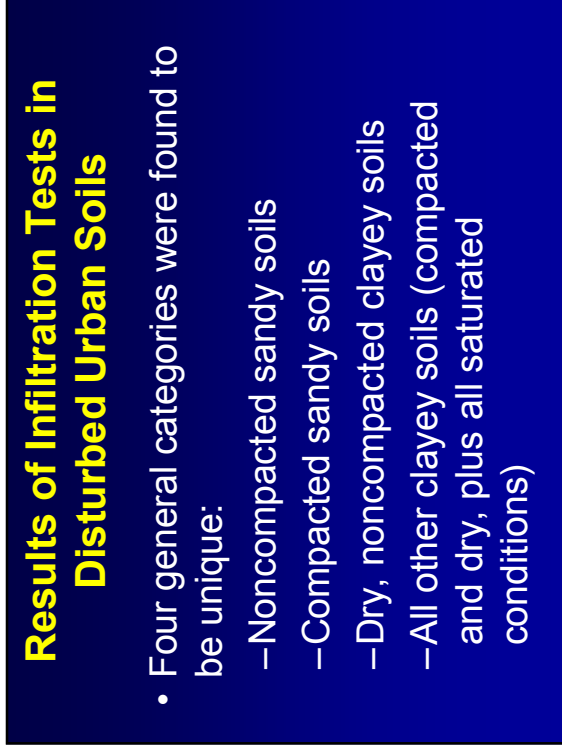 Results of Infiltration Tests in
Disturbed Urban Soils
• Four general categories were found to
be unique:
–Noncompacted sandy soils
–Compacted sandy soils
–Dry, noncompacted clayey soils
–All other clayey soils (compacted
and dry, plus all saturated
conditions)